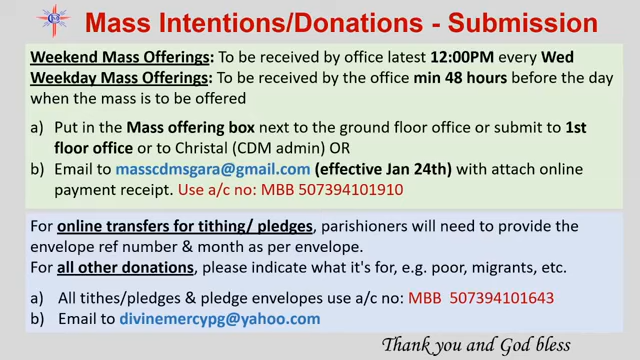 Mass Intentions/Donations - Submission
Weekend Mass Offerings: To be received by office latest 12:00PM every Wed
Weekday Mass Offerings: To be received by the office min 48 hours before the day
when the mass is to be offered
a) Put in the Mass offering box next to the ground floor office or submit to 1st
floor office or to Christal (CDM admin) OR
b) Email to masscdmsgara@gmail.com (effective Jan 24th) with attach online
payment receipt. Use a/c no: MBB 507394101910
For online transfers for tithing/ pledges, parishioners will need to provide the
envelope ref number & month as per envelope.
For all other donations, please indicate what it's for, e.g. poor, migrants, etc.
a) All tithes/pledges & pledge envelopes use a/c no: MBB 507394101643
b) Email to divinemercypg@yahoo.com
Thank you and God bless